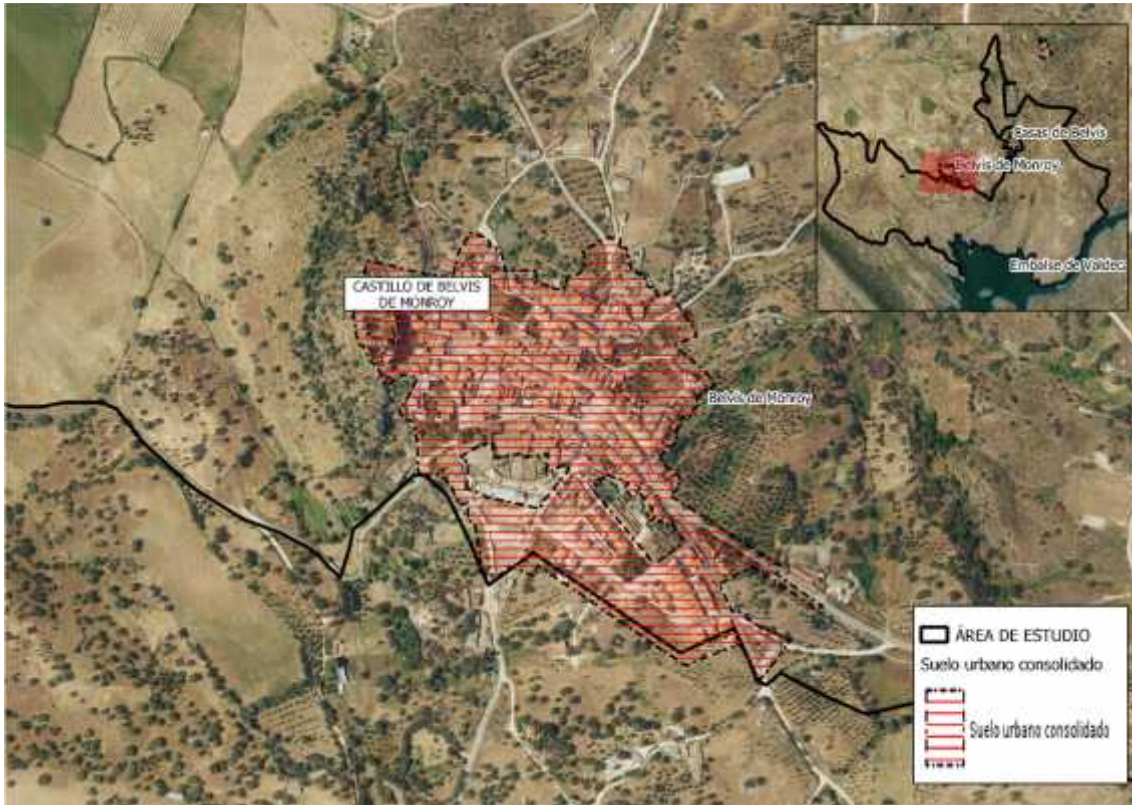 Casas de Belvis
Belvis de Monroy
Embalse de Valdec
CASTILLO DE BELVIS
DE MONROY
Belvis de Monroy
ÁREA DE ESTUDIO
Suelo urbano consolidado
Suelo urbano consolidado